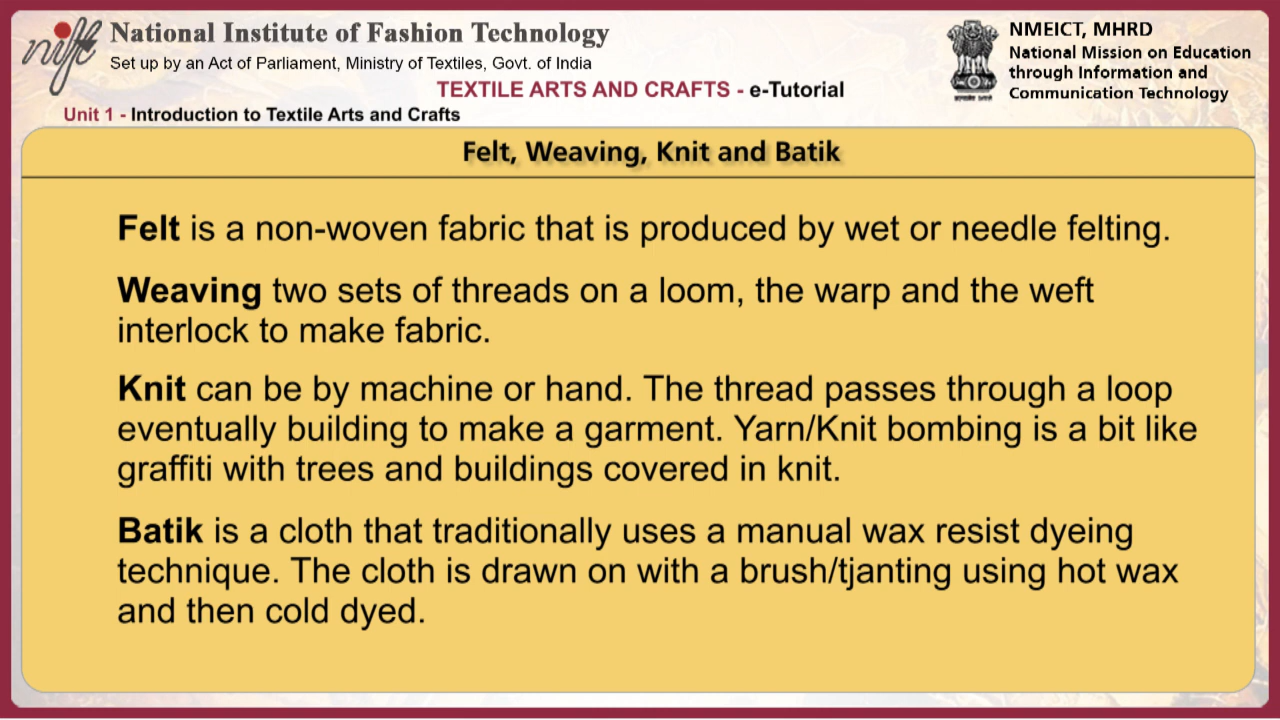 nift
National Institute of Fashion Technology
Set up by an Act of Parliament, Ministry of Textiles, Govt. of India
NMEICT, MHRD
National Mission on Education
through Information and
Communication Technology
TEXTILE ARTS AND CRAFTS - e-Tutorial
Unit 1 - Introduction to Textile Arts and Crafts
Felt, Weaving, Knit and Batik
Felt is a non-woven fabric that is produced by wet or needle felting.
Weaving two sets of threads on a loom, the warp and the weft
interlock to make fabric.
Knit can be by machine or hand. The thread passes through a loop
eventually building to make a garment. Yarn/Knit bombing is a bit like
graffiti with trees and buildings covered in knit.
Batik is a cloth that traditionally uses a manual wax resist dyeing
technique. The cloth is drawn on with a brush/tjanting using hot wax
and then cold dyed.